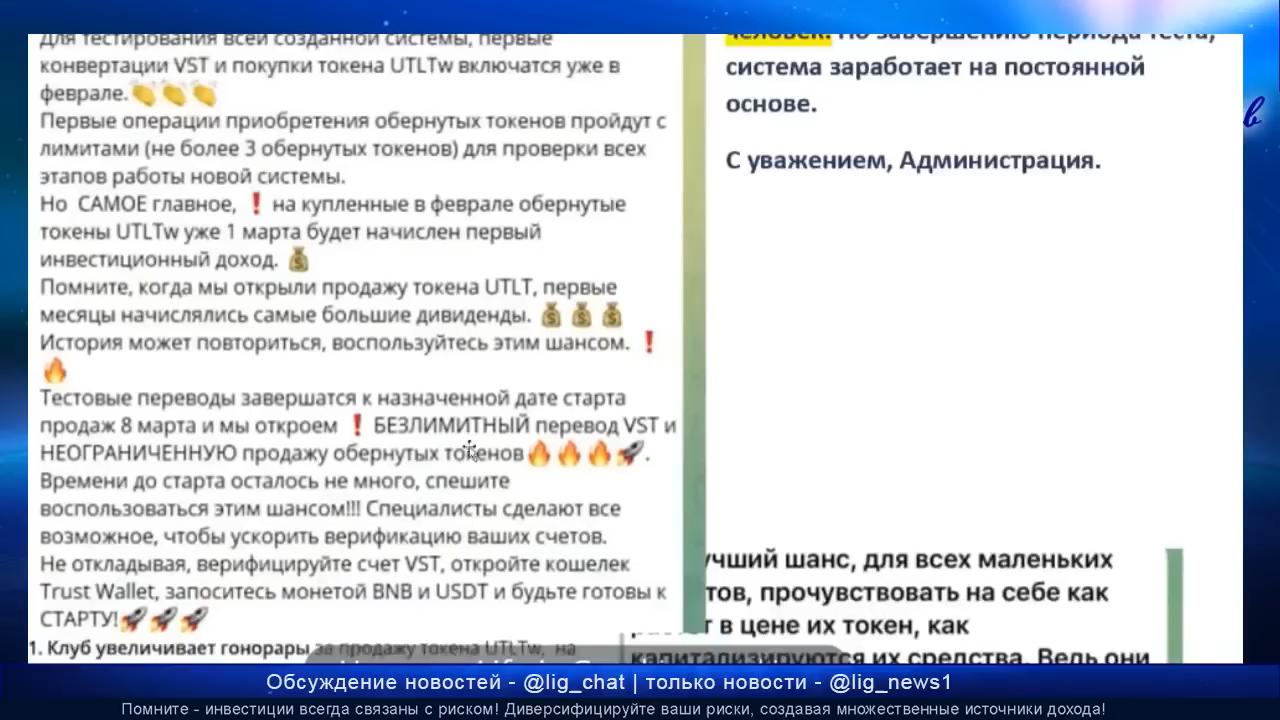 Для тестирования всей созданной системы, первые
конвертации VST и покупки токена UTLTw включатся уже в
феврале.👏👏👏
Первые операции приобретения обернутых токенов пройдут с
лимитами (не более 3 обернутых токенов) для проверки всех
этапов работы новой системы.
Но САМОЕ главное, ❗ на купленные в феврале обернутые
токены UTLTw уже 1 марта будет начислен первый
инвестиционный доход. 💰
Помните, когда мы открыли продажу токена UTLT, первые
месяцы начислялись самые большие дивиденды. 💰 💰 💰
История может повториться, воспользуйтесь этим шансом. ❗
🔥
Тестовые переводы завершатся к назначенной дате старта
продаж 8 марта и мы откроем ❗ БЕЗЛИМИТНЫЙ перевод VST и
НЕОГРАНИЧЕННУЮ продажу обернутых токенов🔥🔥🔥🚀.
Времени до старта осталось не много, спешите
воспользоваться этим шансом!!! Специалисты сделают все
возможное, чтобы ускорить верификацию ваших счетов.
Не откладывая, верифицируйте счет VST, откройте кошелек
Trust Wallet, запоситесь монетой BNB и USDT и будьте готовы к
СТАРТУ!🚀🚀🚀
1. Клуб увеличивает гонорары за продажу токена UTLTw, на
человек. По завершению периода теста,
система заработает на постоянной
основе.
С уважением, Администрация.
шанс, для всех маленьких
прочувствовать на себе как
в цене их токен, как
капитализируются их средства. Ведь они
Обсуждение новостей - @lig_chat | только новости - @lig_news1
Помните - инвестиции всегда связаны с риском! Диверсифицируйте ваши риски, создавая множественные источники дохода!